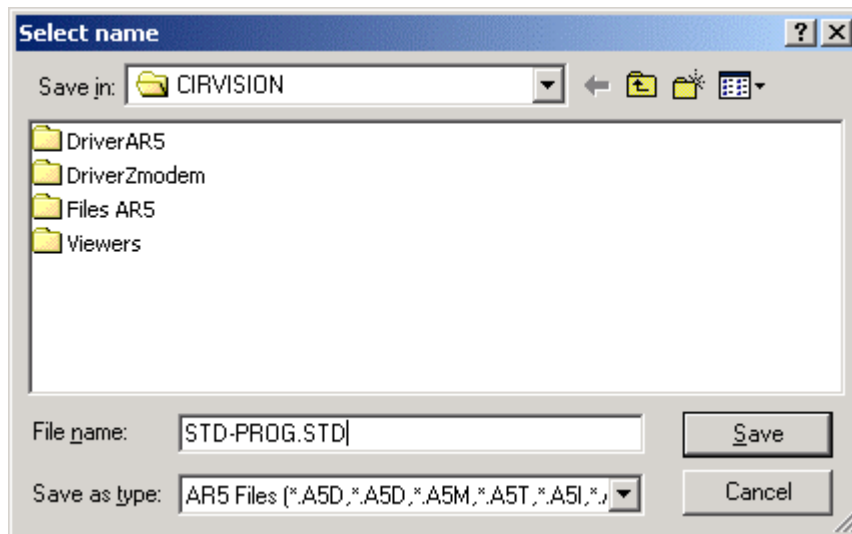 Select name
Save in: CIRVISION
DriverAR5
DriverZmodem
Files AR5
Viewers
File name: STD-PROG.STD Save
Save as type: AR5 Files (*.A5D,*.A5D,*.A5M,*.A5T,*.A5I,*. Cancel